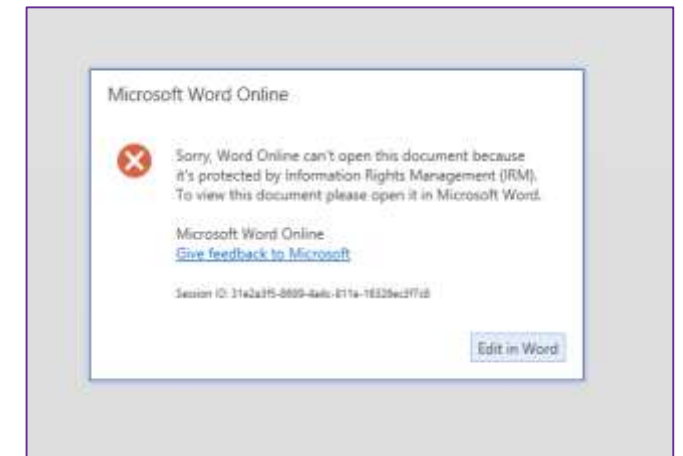 Microsoft Word Online
Sorry, Word Online can't open this document because
it's protected by Information Rights Management (IRM).
To view this document please open it in Microsoft Word.
Microsoft Word Online
Give feedback to Microsoft
Session ID:
Edit in Word